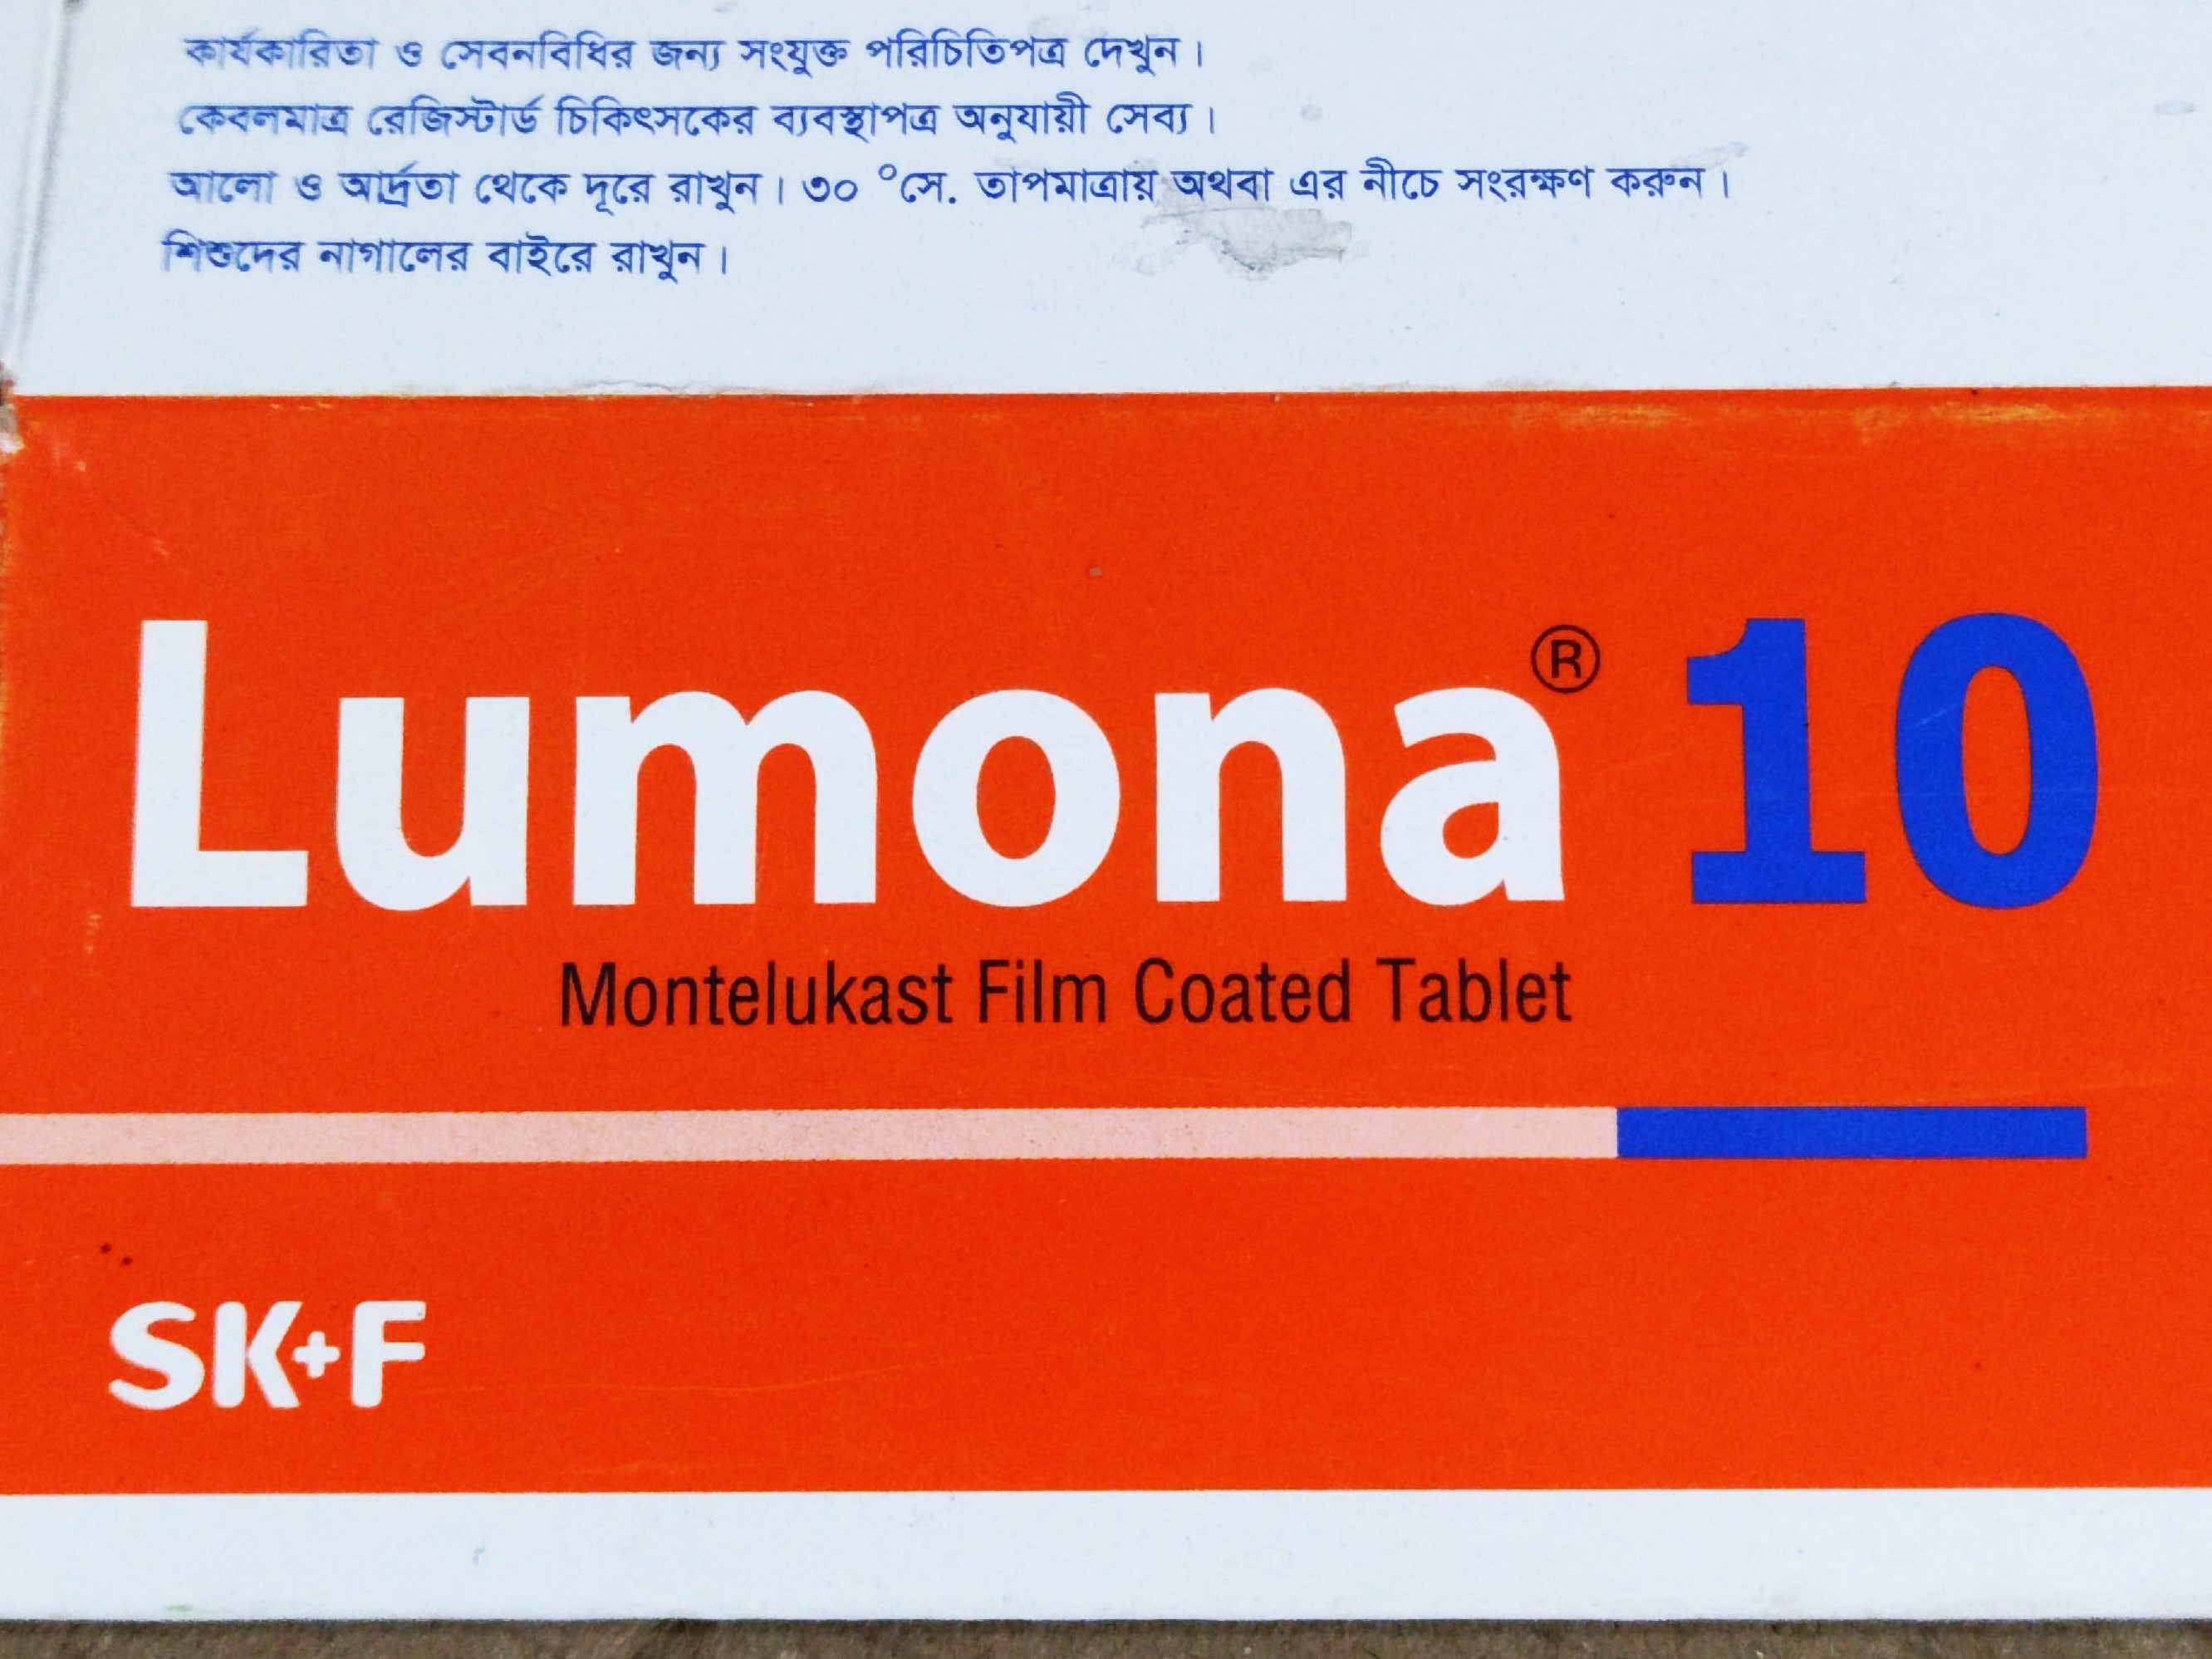 কার্যকারিতা ও সেবনবিধির জন্য সংযুক্ত পরিচিতিপত্র দেখুন।
কেবলমাত্র রেজিস্টার্ড চিকিৎসকের ব্যবস্থাপত্র অনুযায়ী সেব্য।
আলো ও আর্দ্রতা থেকে দূরে রাখুন। ৩০ °সে. তাপমাত্রায় অথবা এর নীচে সংরক্ষণ করুন।
শিশুদের নাগালের বাইরে রাখুন।
Lumona® 10
Montelukast Film Coated Tablet
SK+F